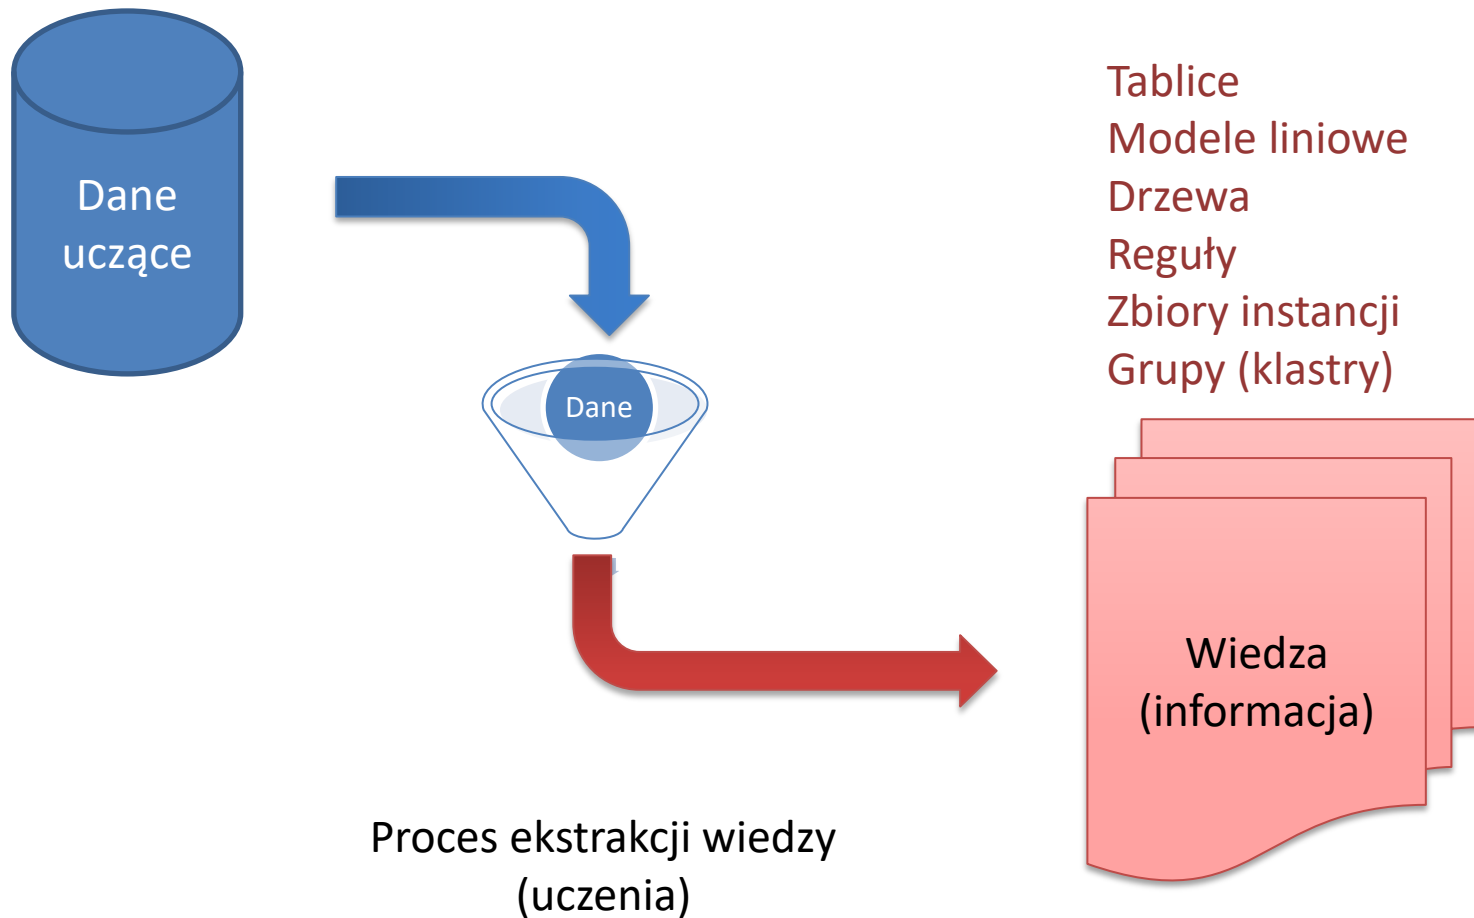 Dane
uczące
Tablice
Modele liniowe
Drzewa
Reguły
Zbiory instancji
Grupy (klastry)
Dane
Wiedza
(informacja)
Proces ekstrakcji wiedzy
(uczenia)